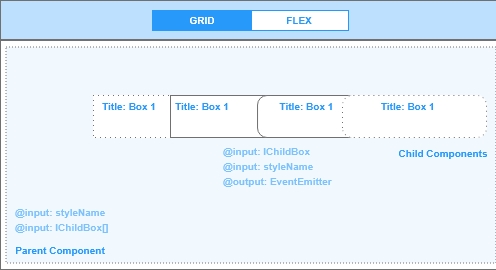 GRID FLEX
Title: Box 1 Title: Box 1 Title: Box 1 Title: Box 1
@input: IChildBox
@input: styleName
@output: EventEmitter
Child Components
@input: styleName
@input: IChildBox[]
Parent Component